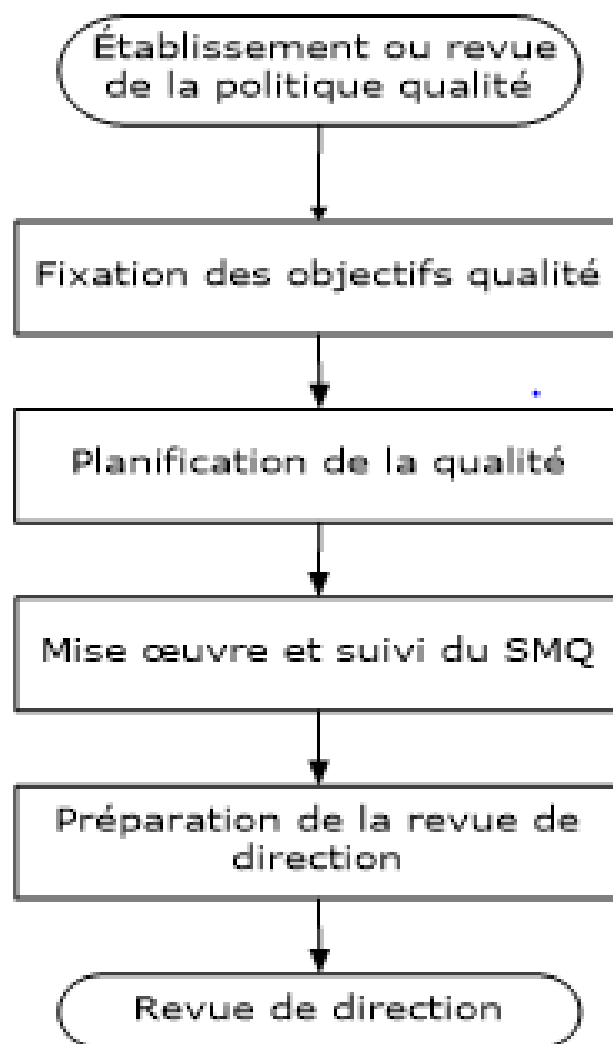 Établissement ou revue
de la politique qualité
Fixation des objectifs qualité
Planification de la qualité
Mise œuvre et suivi du SMQ
Préparation de la revue de
direction
Revue de direction